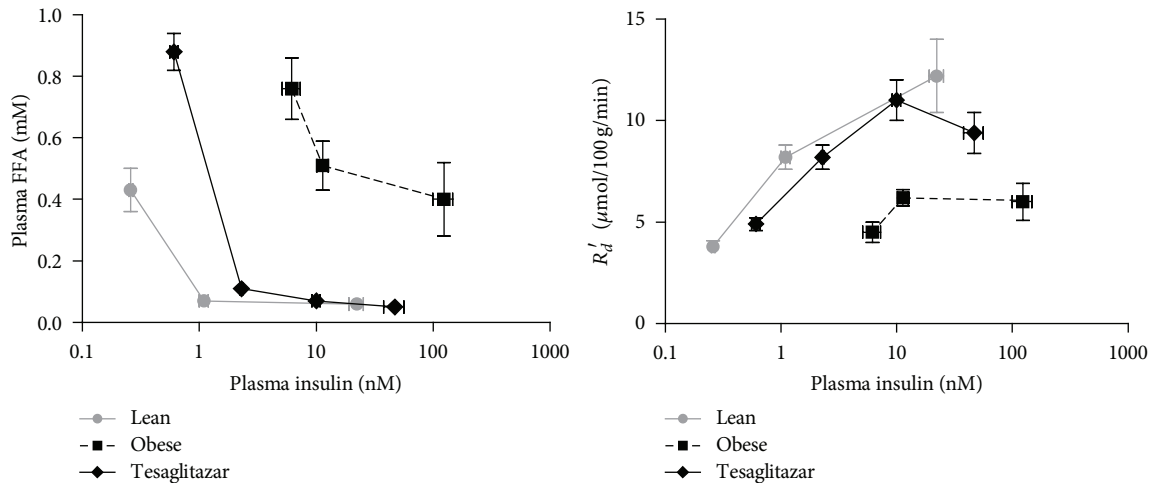 1.0
0.8
0.6
0.4
0.2
0.0
Plasma FFA (mM)
0.1 1 10 100 1000
Plasma insulin (nM)
Lean
Obese
Tesaglitazar
15
10
5
0
R′d (μmol/100 g/min)
0.1 1 10 100 1000
Plasma insulin (nM)
Lean
Obese
Tesaglitazar